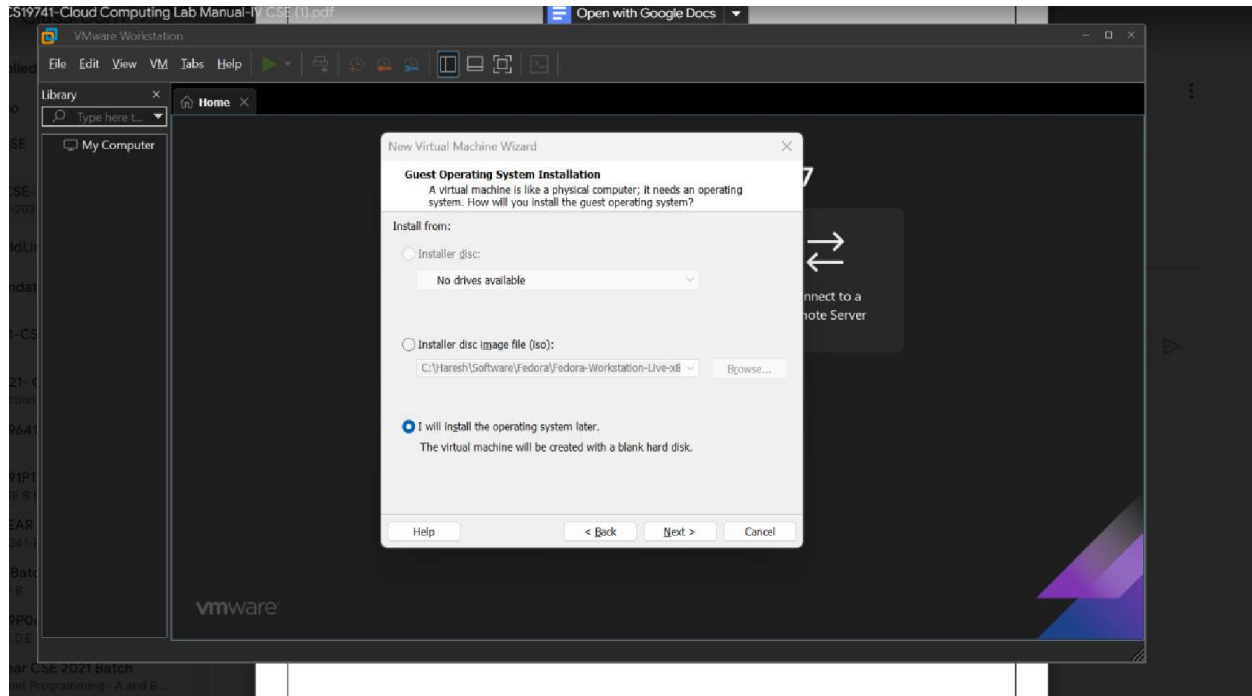 CS19741-Cloud Computing Lab Manual-IV CSE (1).pdf
Open with Google Docs
VMware Workstation
File Edit View VM Tabs Help
Library
Type here t...
Home
My Computer
New Virtual Machine Wizard
Guest Operating System Installation
A virtual machine is like a physical computer; it needs an operating
system. How will you install the guest operating system?
Install from:
Installer disc:
No drives available
nnect to a
note Server
Installer disc image file (iso):
C:\Haresh\Software\Fedora\Fedora-Workstation-Live-x8
Browse...
I will install the operating system later.
The virtual machine will be created with a blank hard disk.
Help
< Back
Next >
Cancel
vmware
CSE 2021 Batch
Programming - A and B